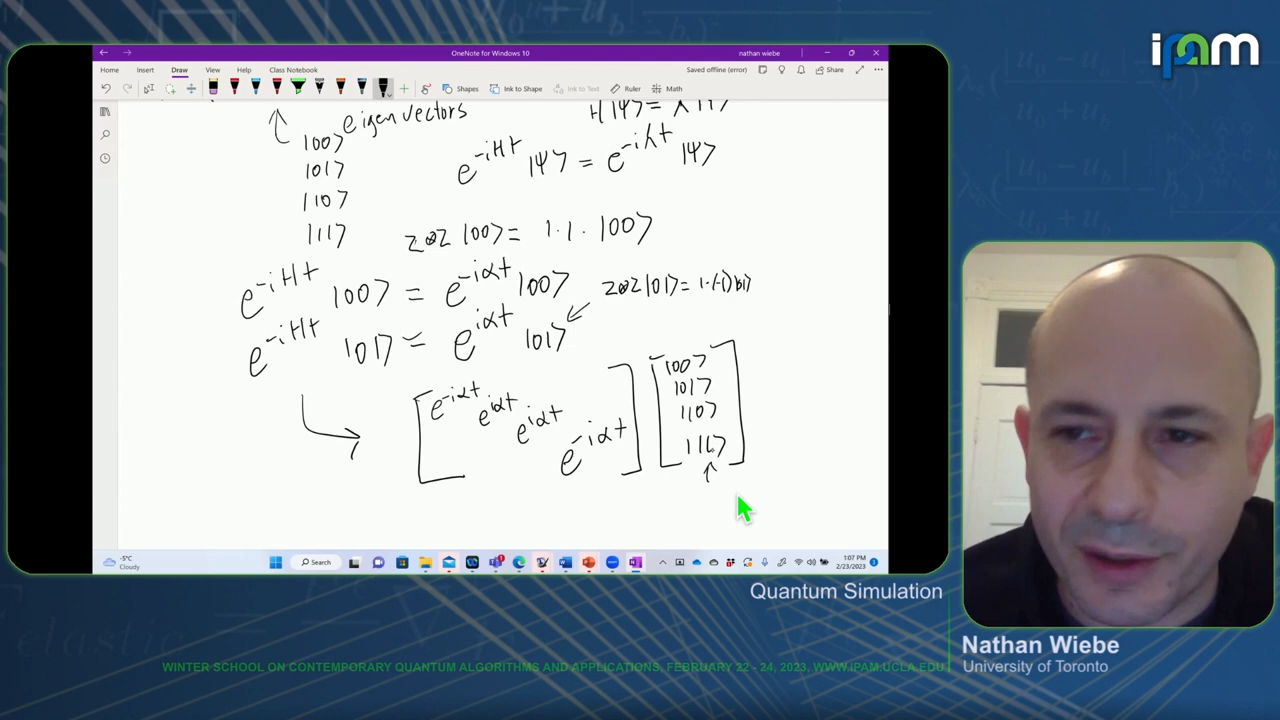 OneNote for Windows 10
nathan wiebe
Home Insert Draw View Help Class Notebook
Saved offline (error) Share
Shapes Ink to Shape Ink to Text Ruler Math
eigenvectors
H|ψ> = λ|ψ>
|00>
|01>
|10>
|11>
e^{-iHt} |ψ> = e^{-iλt} |ψ>
Z⊗Z |00> = 1·1·|00>
e^{-iHt} |00> = e^{-iαt} |00>
Z⊗Z|01> = 1·(-1)|01>
e^{-iHt} |01> = e^{iαt} |01>
e^{-iαt} |00>
e^{iαt} |01>
e^{iαt} |10>
e^{-iαt} |11>
-5°C
Cloudy
Search
1:07 PM
2/23/2023
ipam
Quantum Simulation
Nathan Wiebe
University of Toronto
WINTER SCHOOL ON CONTEMPORARY QUANTUM ALGORITHMS AND APPLICATIONS, FEBRUARY 22 - 24, 2023, WWW.IPAM.UCLA.EDU